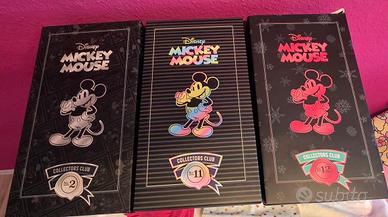 Disney
MICKEY
MOUSE
COLLECTORS CLUB
No. 2
Disney
MICKEY
MOUSE
COLLECTORS CLUB
No. 11
Disney
MICKEY
MOUSE
COLLECTORS CLUB
No. 12
subito